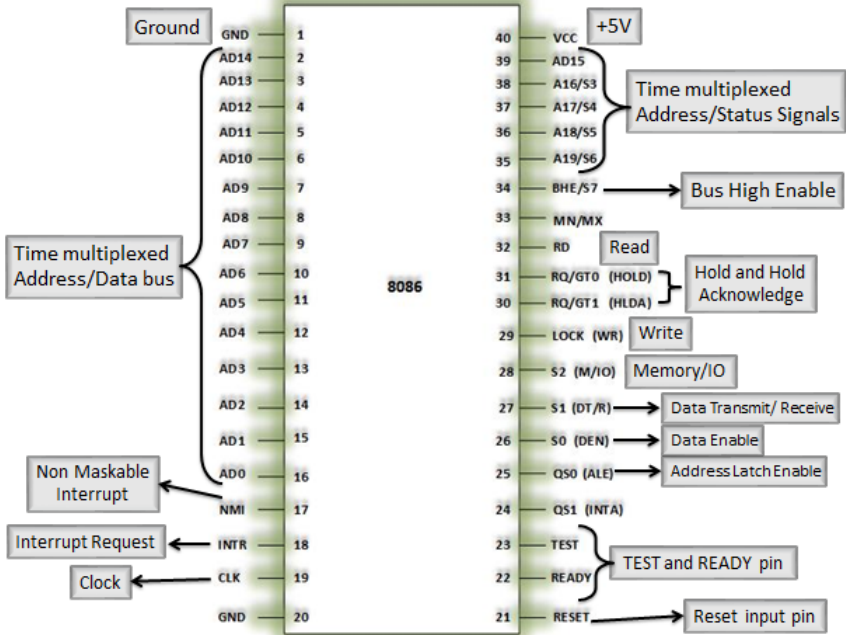 Ground
GND 1
AD14 2
AD13 3
AD12 4
AD11 5
AD10 6
AD9 7
AD8 8
AD7 9
AD6 10
AD5 11
AD4 12
AD3 13
AD2 14
AD1 15
AD0 16
NMI 17
INTR 18
CLK 19
GND 20
Time multiplexed
Address/Data bus
Non Maskable
Interrupt
Interrupt Request
Clock
8086
40 VCC
+5V
39 AD15
38 A16/S3
37 A17/S4
36 A18/S5
35 A19/S6
Time multiplexed
Address/Status Signals
34 BHE/S7
Bus High Enable
33 MN/MX
32 RD
Read
31 RQ/GT0 (HOLD)
30 RQ/GT1 (HLDA)
Hold and Hold
Acknowledge
29 LOCK (WR)
Write
28 S2 (M/IO)
Memory/IO
27 S1 (DT/R)
Data Transmit/ Receive
26 S0 (DEN)
Data Enable
25 QS0 (ALE)
Address Latch Enable
24 QS1 (INTA)
23 TEST
22 READY
TEST and READY pin
21 RESET
Reset input pin